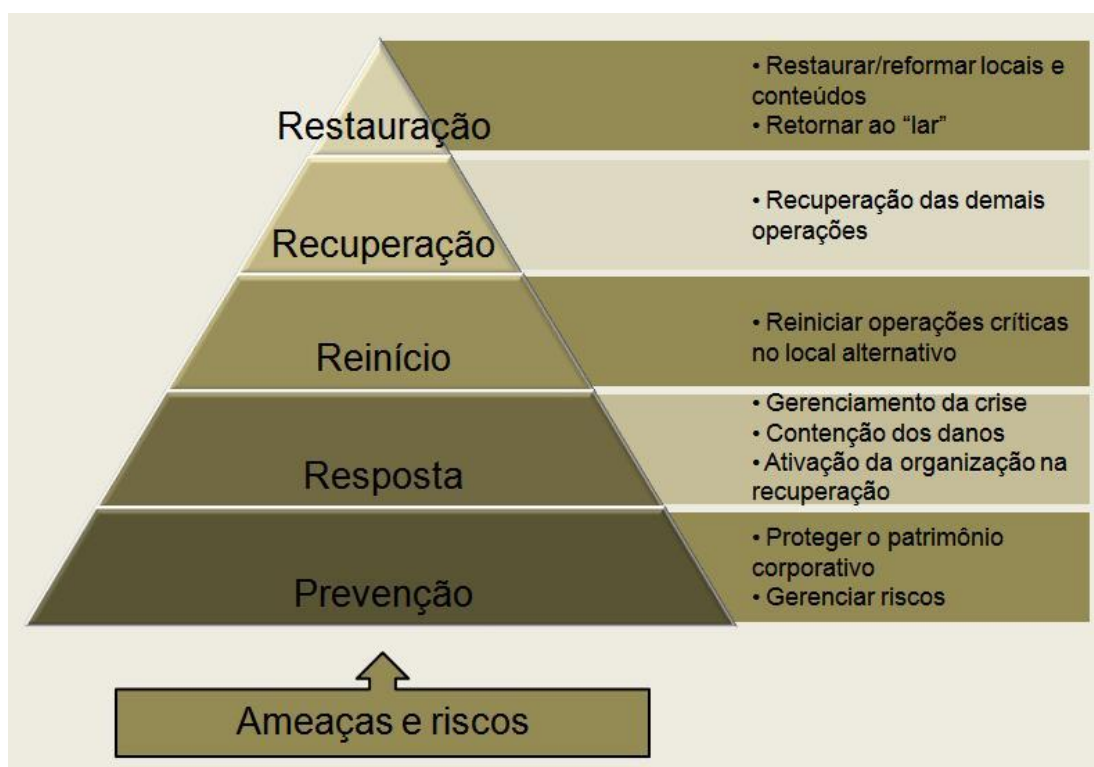 Restauração
• Restaurar/reformar locais e
conteúdos
• Retornar ao “lar”
Recuperação
• Recuperação das demais
operações
Reinício
• Reiniciar operações críticas
no local alternativo
Resposta
• Gerenciamento da crise
• Contenção dos danos
• Ativação da organização na
recuperação
Prevenção
• Proteger o patrimônio
corporativo
• Gerenciar riscos
Ameaças e riscos